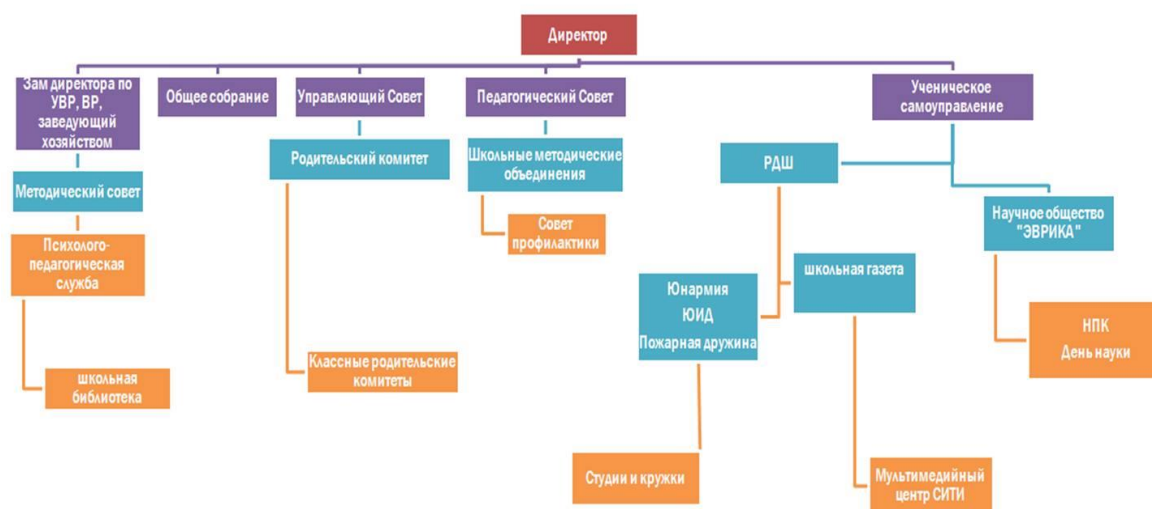 Директор
Зам директора по
УВР, ВР,
заведующий
хозяйством
Общее собрание
Управляющий Совет
Педагогический Совет
Ученическое
самоуправление
Методический совет
Родительский комитет
Школьные методические
объединения
РДШ
Научное общество
"ЭВРИКА"
Психолого-
педагогическая
служба
Совет
профилактики
школьная газета
Юнармия
ЮИД
Пожарная дружина
НПК
День науки
школьная
библиотека
Классные родительские
комитеты
Студии и кружки
Мультимедийный
центр СИТИ